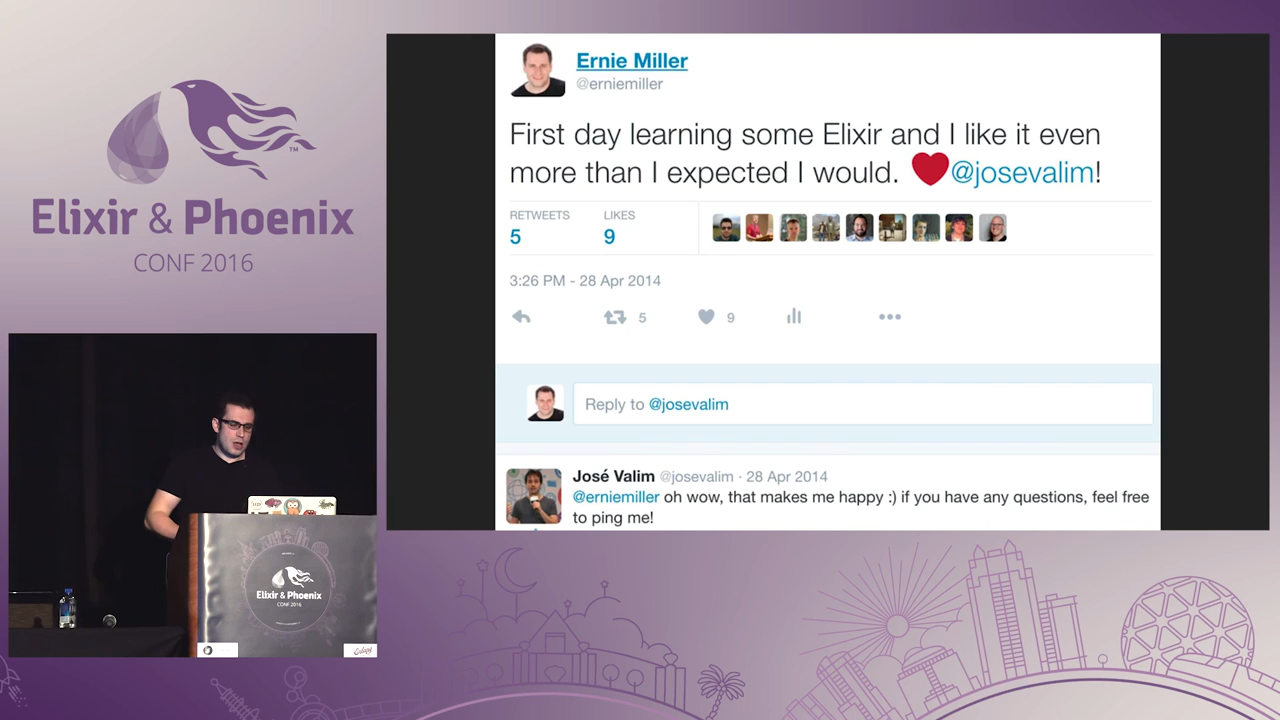 Elixir & Phoenix
TM
CONF 2016
Ernie Miller
@erniemiller
First day learning some Elixir and I like it even
more than I expected I would. ❤@josevalim!
RETWEETS
5
LIKES
9
3:26 PM - 28 Apr 2014
5
9
Reply to @josevalim
José Valim @josevalim · 28 Apr 2014
@erniemiller oh wow, that makes me happy :) if you have any questions, feel free
to ping me!
Elixir & Phoenix
CONF 2016